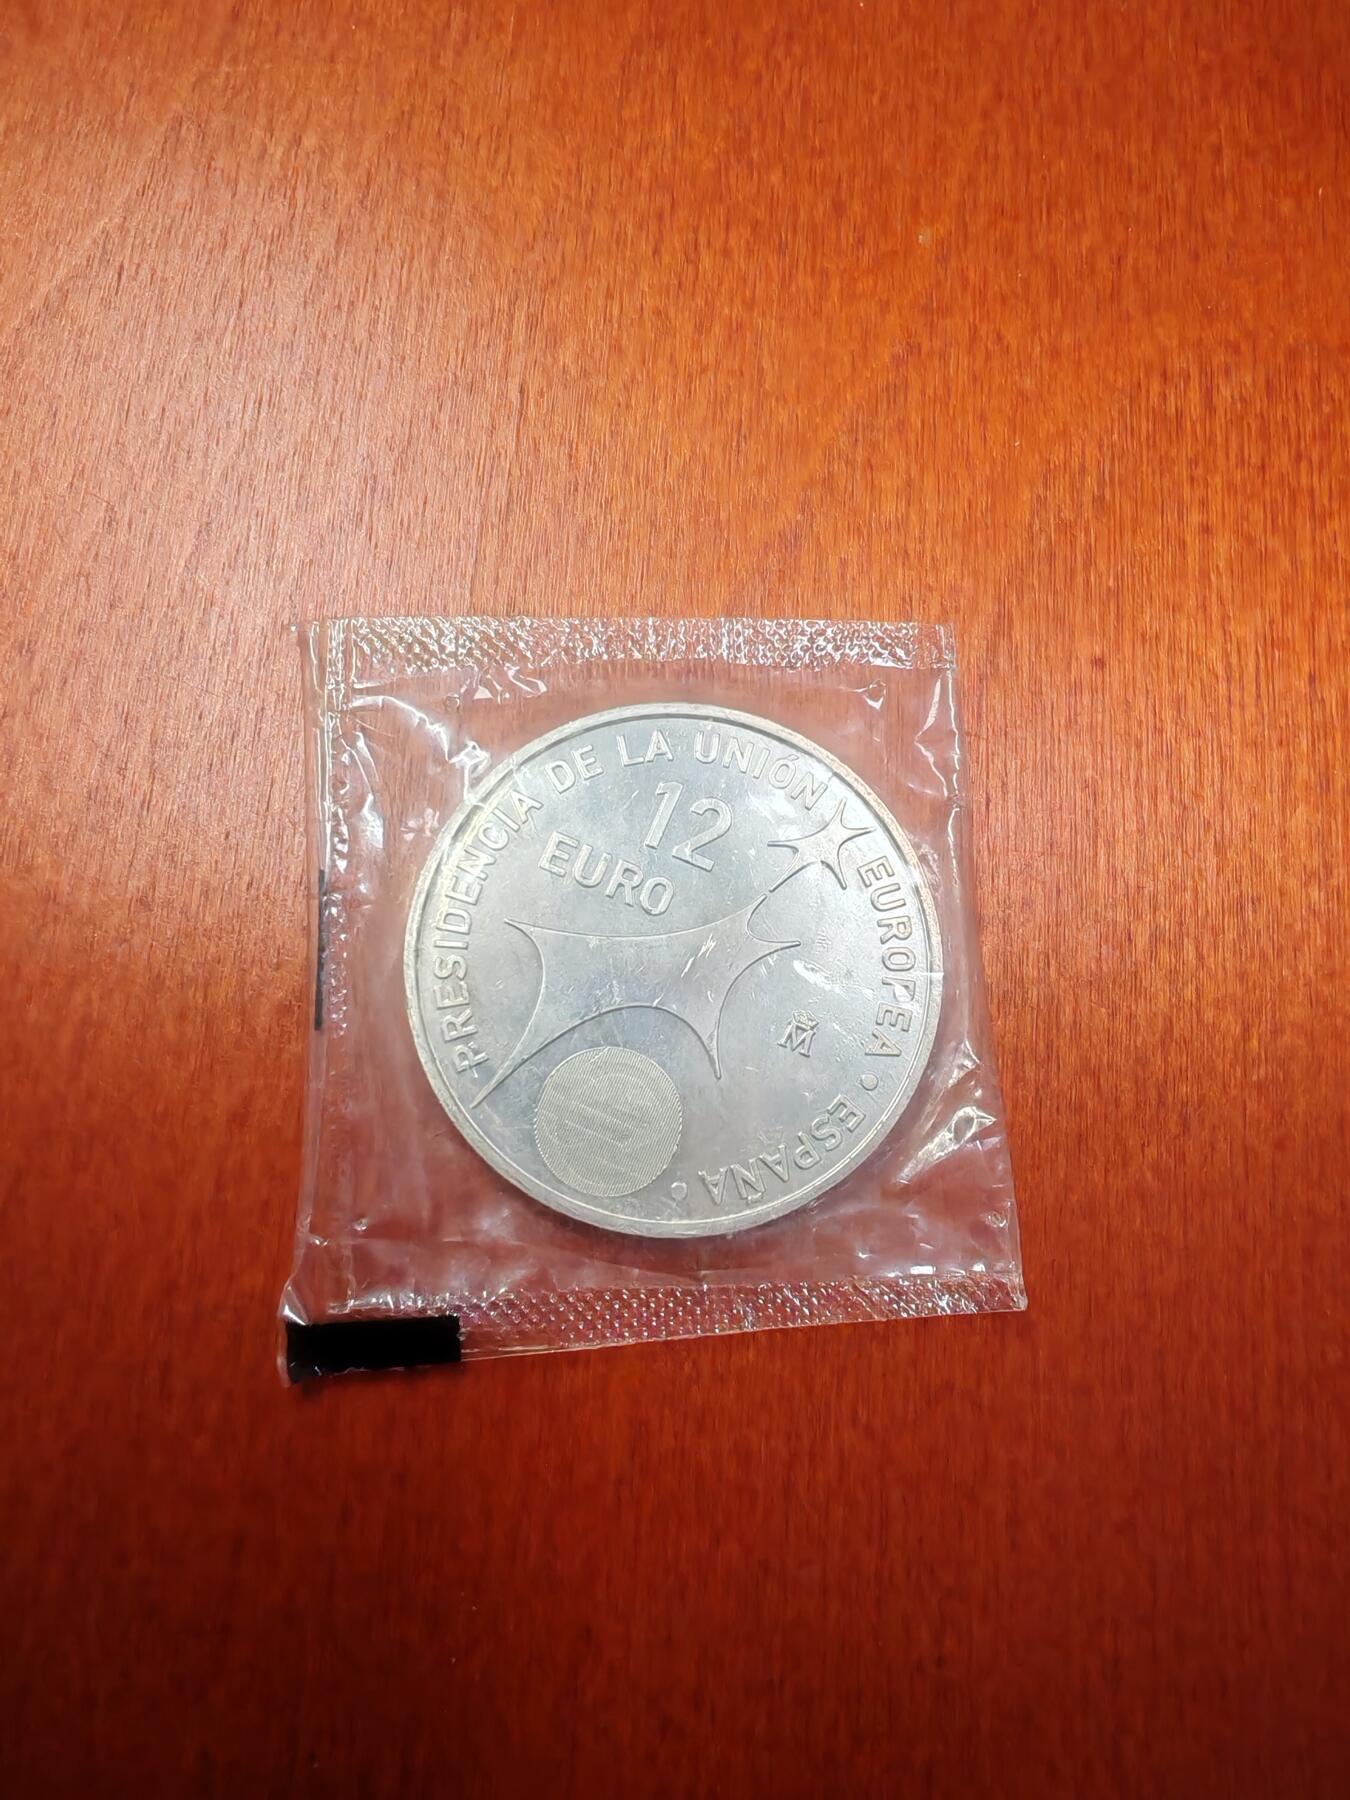 PRESIDENCIA DE LA UNIÓN EUROPEA • ESPAÑA •
12
EURO
M